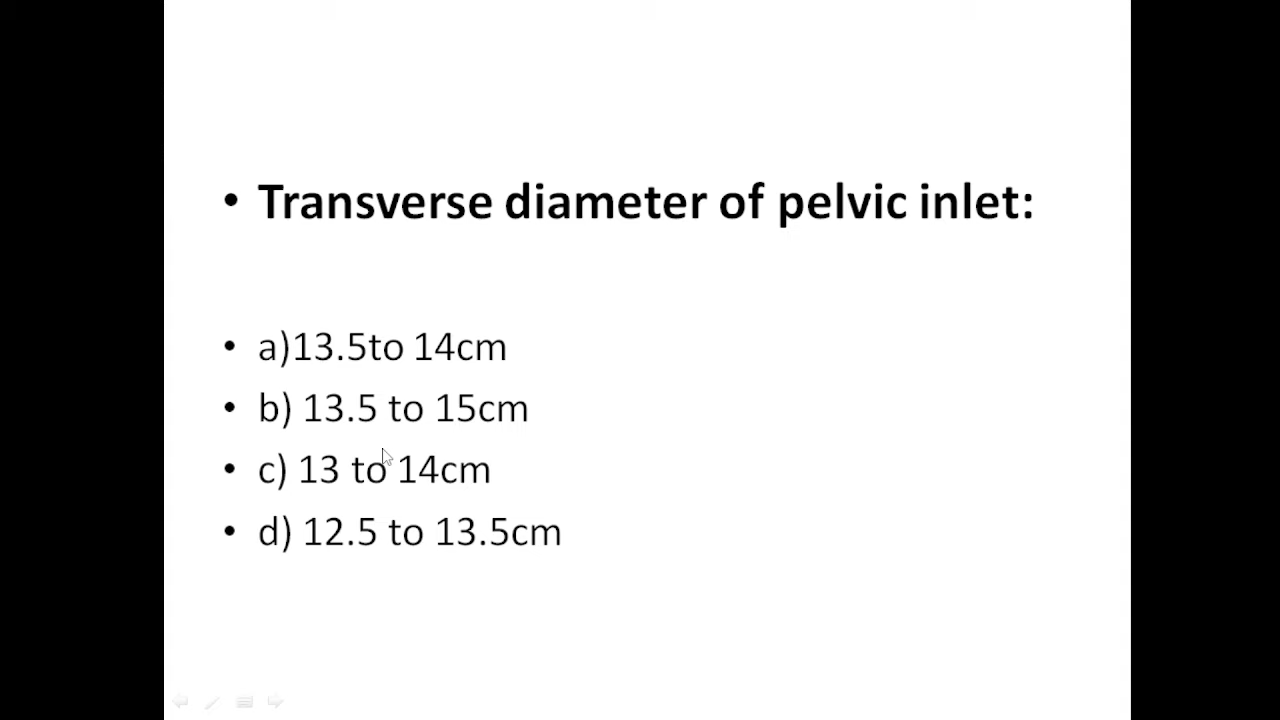 • Transverse diameter of pelvic inlet:
• a)13.5to 14cm
• b) 13.5 to 15cm
• c) 13 to 14cm
• d) 12.5 to 13.5cm